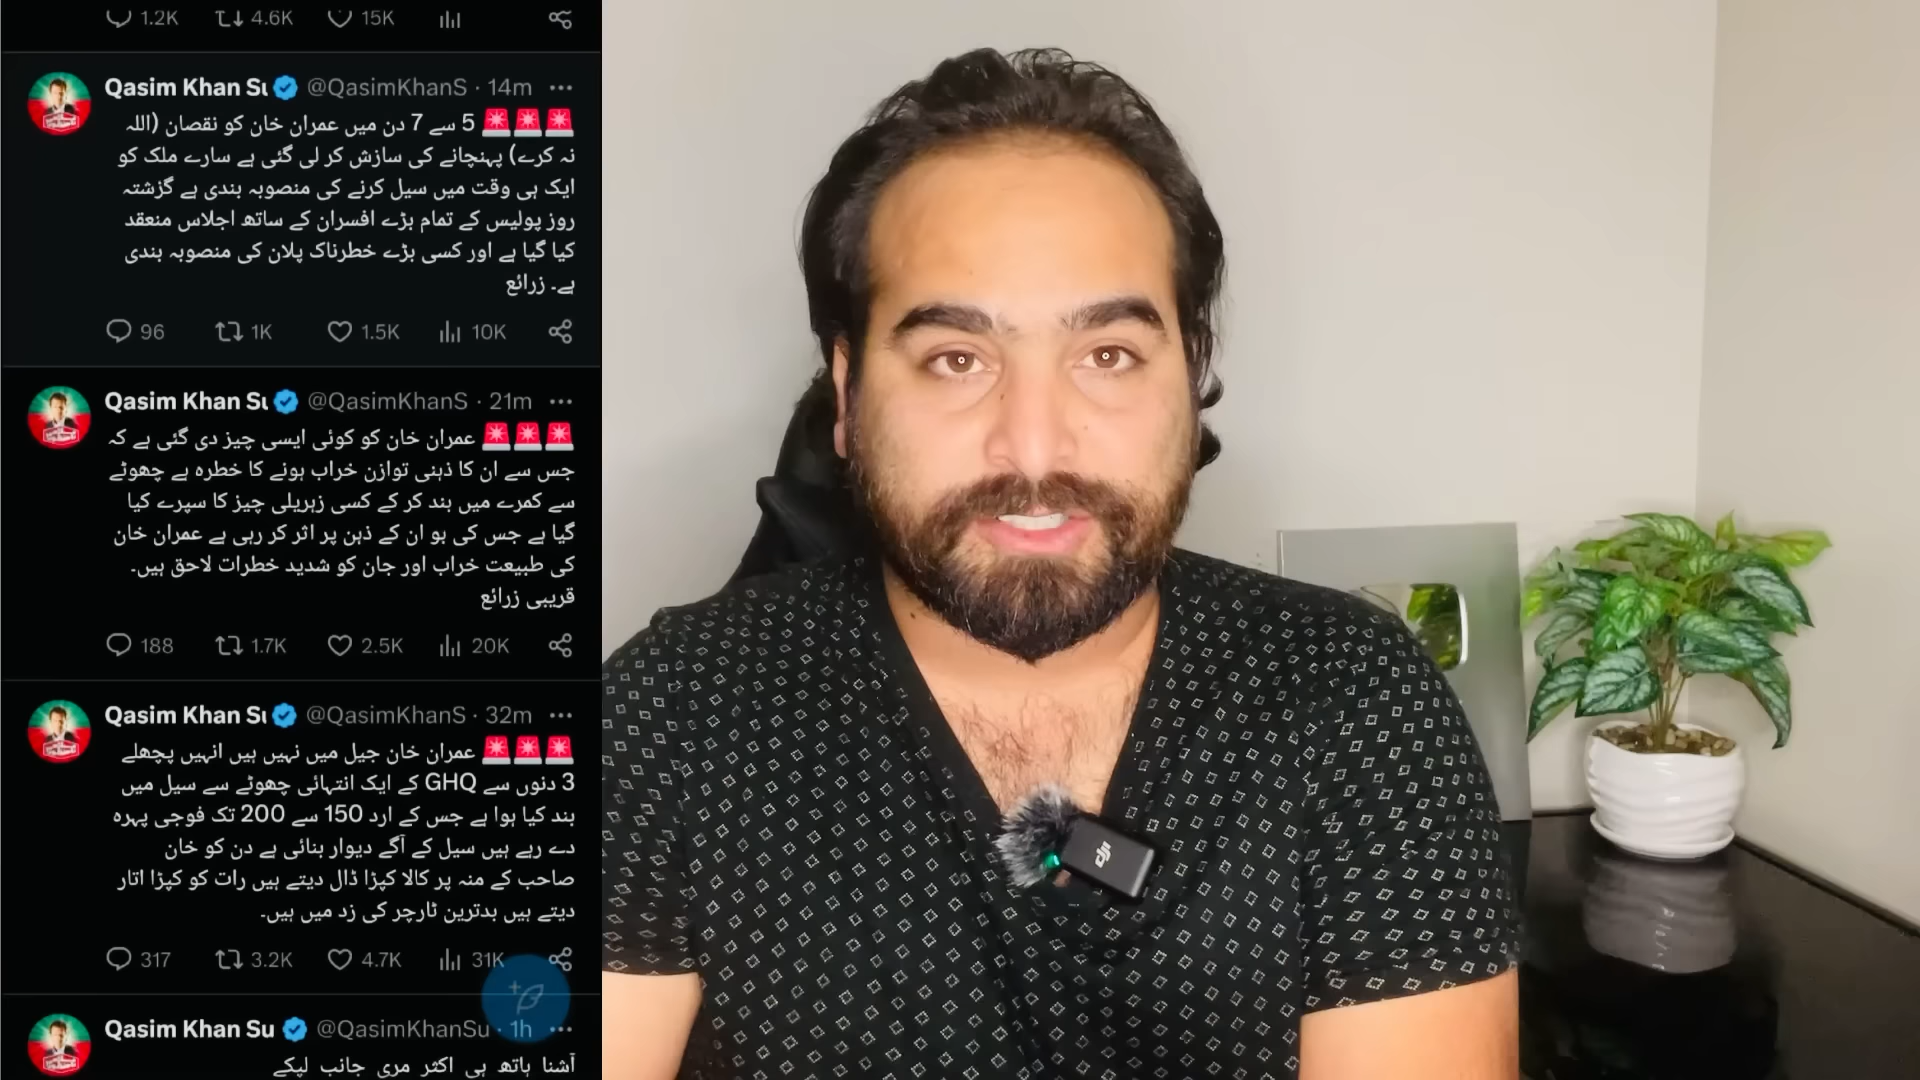 1.2K 4.6K 15K
Qasim Khan Su @QasimKhanS · 14m
🚨🚨🚨 5 سے 7 دن میں عمران خان کو نقصان (اللہ
نہ کرے) پہنچانے کی سازش کر لی گئی ہے سارے ملک کو
ایک ہی وقت میں سیل کرنے کی منصوبہ بندی ہے گزشتہ
روز پولیس کے تمام بڑے افسران کے ساتھ اجلاس منعقد
کیا گیا ہے اور کسی بڑے خطرناک پلان کی منصوبہ بندی
ہے۔ زرائع
96 1K 1.5K 10K
Qasim Khan Su @QasimKhanS · 21m
🚨🚨🚨 عمران خان کو کوئی ایسی چیز دی گئی ہے کہ
جس سے ان کا ذہنی توازن خراب ہونے کا خطرہ ہے چھوٹے
سے کمرے میں بند کر کے کسی زہریلی چیز کا سپرے کیا
گیا ہے جس کی بو ان کے ذہن پر اثر کر رہی ہے عمران خان
کی طبیعت خراب اور جان کو شدید خطرات لاحق ہیں۔
قریبی زرائع
188 1.7K 2.5K 20K
Qasim Khan Su @QasimKhanS · 32m
🚨🚨🚨 عمران خان جیل میں نہیں ہیں انہیں پچھلے
3 دنوں سے GHQ کے ایک انتہائی چھوٹے سے سیل میں
بند کیا ہوا ہے جس کے ارد 150 سے 200 تک فوجی پہرہ
دے رہے ہیں سیل کے آگے دیوار بنائی ہے دن کو خان
صاحب کے منہ پر کالا کپڑا ڈال دیتے ہیں رات کو کپڑا اتار
دیتے ہیں بدترین ٹارچر کی زد میں ہیں۔
317 3.2K 4.7K 31K
Qasim Khan Su @QasimKhanSu · 1h
آشنا ہاتھ ہی اکثر مری جانب لپکے
dji